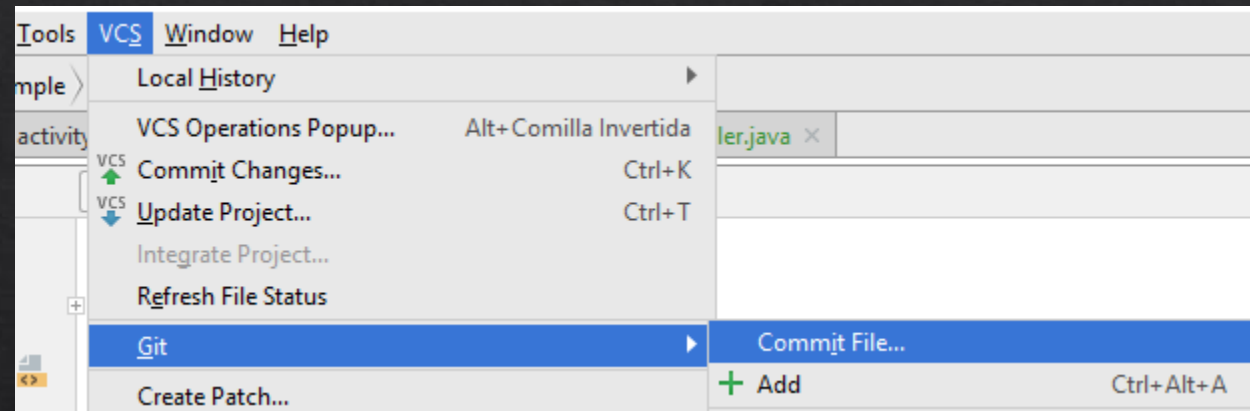 Tools VCS Window Help
mple Local History
activity VCS Operations Popup... Alt+Comilla Invertida ler.java
VCS Commit Changes... Ctrl+K
VCS Update Project... Ctrl+T
Integrate Project...
Refresh File Status
Git Commit File...
Create Patch... + Add Ctrl+Alt+A